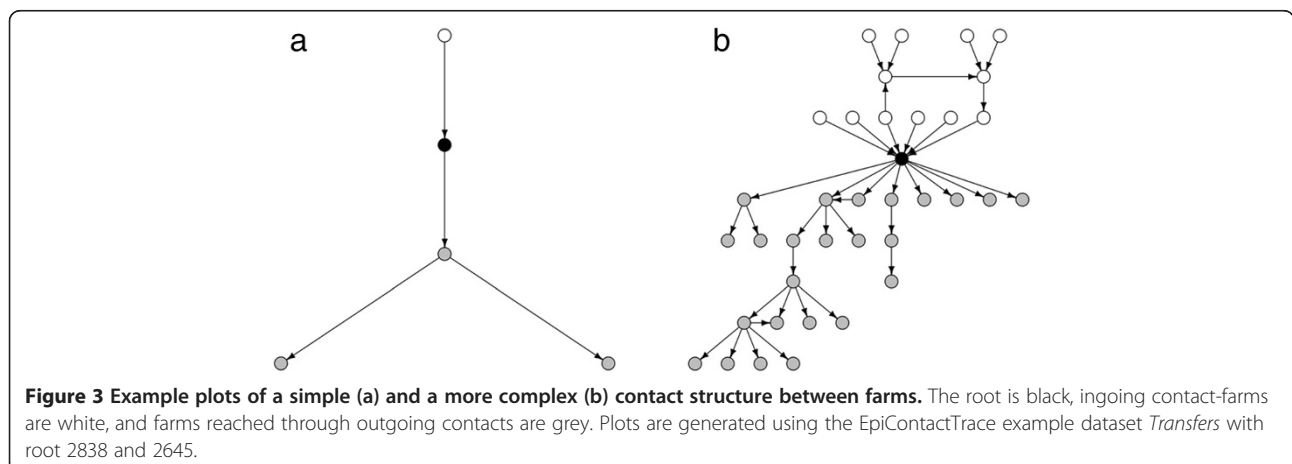 a
b
Figure 3 Example plots of a simple (a) and a more complex (b) contact structure between farms. The root is black, ingoing contact-farms
are white, and farms reached through outgoing contacts are grey. Plots are generated using the EpiContactTrace example dataset Transfers with
root 2838 and 2645.